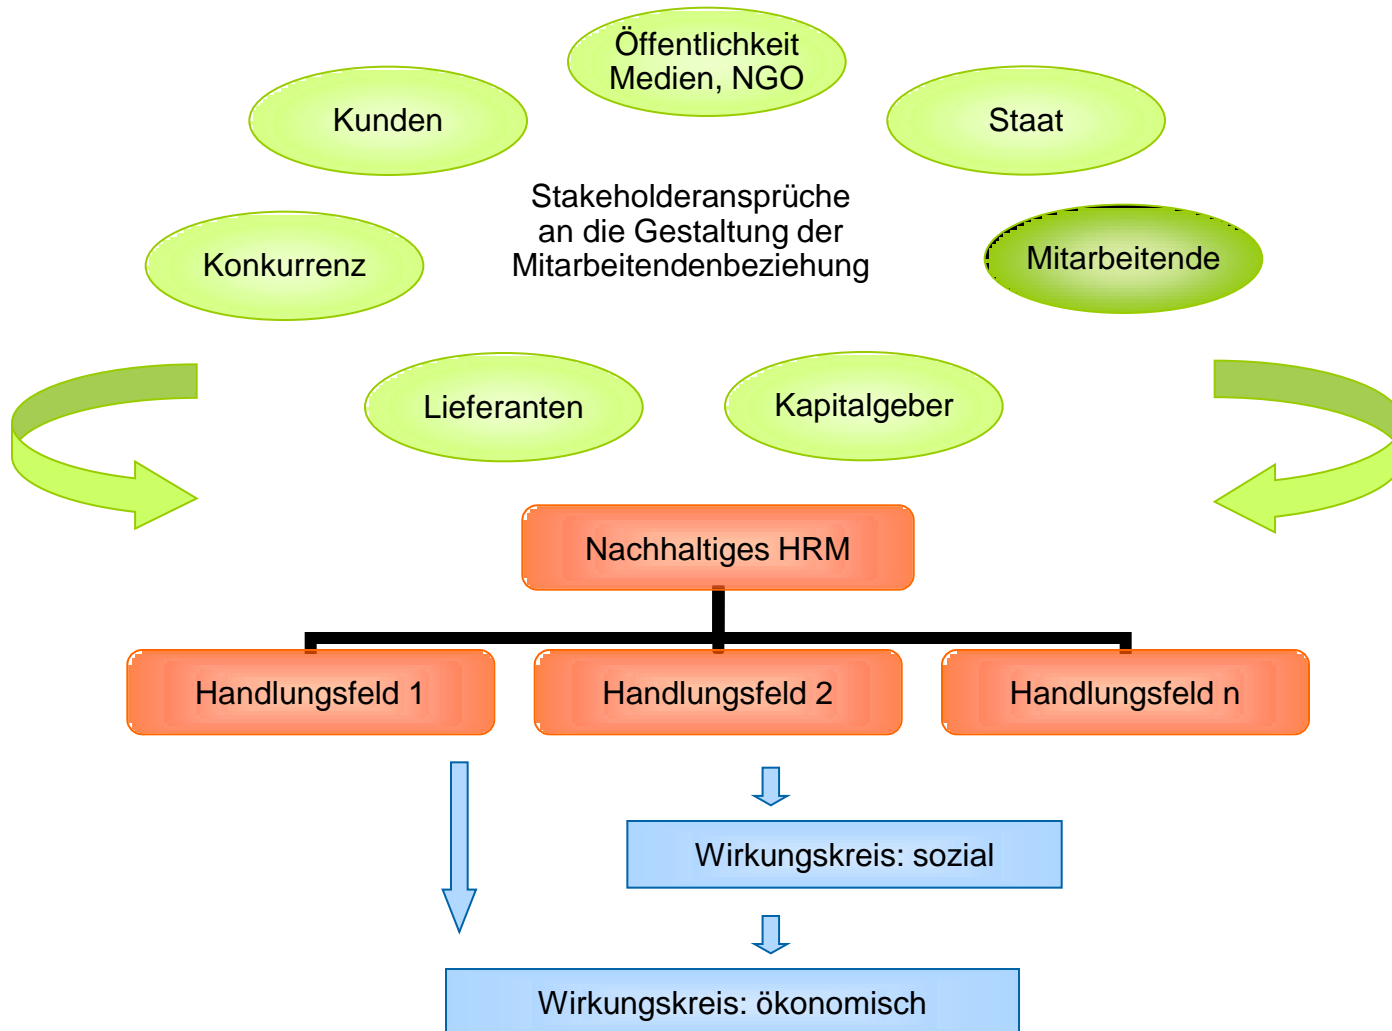 Öffentlichkeit
Medien, NGO
Kunden
Staat
Stakeholderansprüche
an die Gestaltung der
Mitarbeitendenbeziehung
Konkurrenz
Mitarbeitende
Lieferanten
Kapitalgeber
Nachhaltiges HRM
Handlungsfeld 1
Handlungsfeld 2
Handlungsfeld n
Wirkungskreis: sozial
Wirkungskreis: ökonomisch